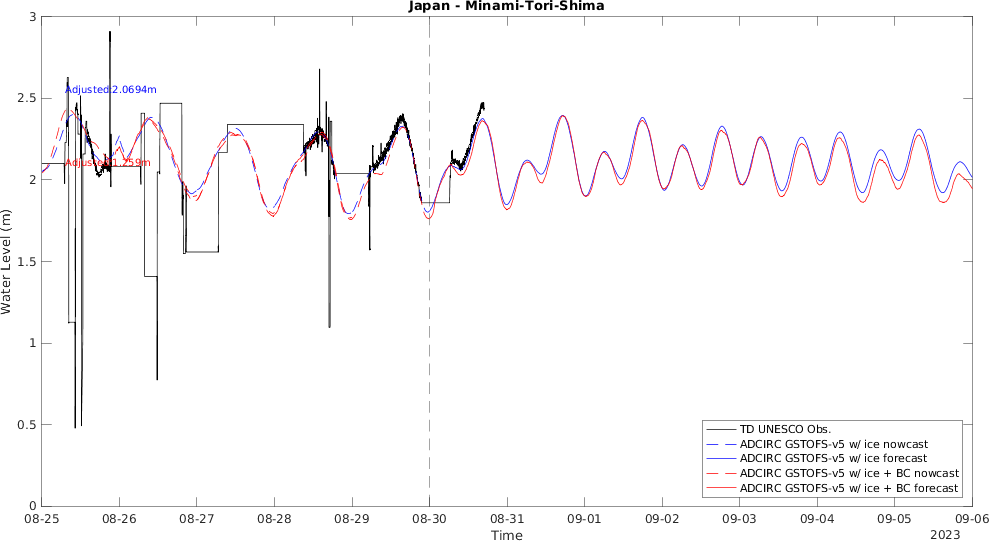 Japan - Minami-Tori-Shima
Water Level (m)
3
2.5
2
1.5
1
0.5
0
Adjusted:2.0694m
TD UNESCO Obs.
ADCIRC GSTOFS-v5 w/ ice nowcast
ADCIRC GSTOFS-v5 w/ ice forecast
ADCIRC GSTOFS-v5 w/ ice + BC nowcast
ADCIRC GSTOFS-v5 w/ ice + BC forecast
08-25 08-26 08-27 08-28 08-29 08-30 08-31 09-01 09-02 09-03 09-04 09-05 09-06
Time
2023